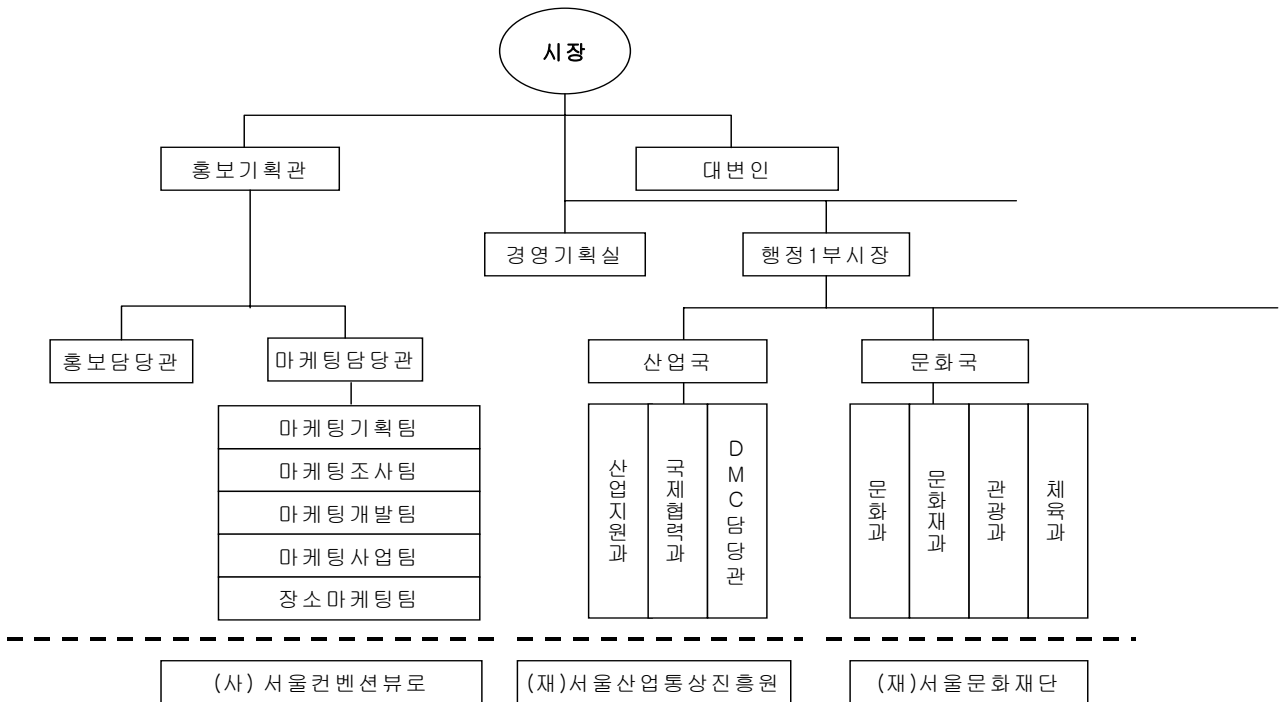 시장
홍보기획관
대변인
경영기획실
행정1부시장
홍보담당관
마케팅담당관
산업국
문화국
마케팅기획팀
마케팅조사팀
마케팅개발팀
마케팅사업팀
장소마케팅팀
산업지원과
국제협력과
DMC담당관
문화과
문화재과
관광과
체육과
(사) 서울컨벤션뷰로
(재)서울산업통상진흥원
(재)서울문화재단